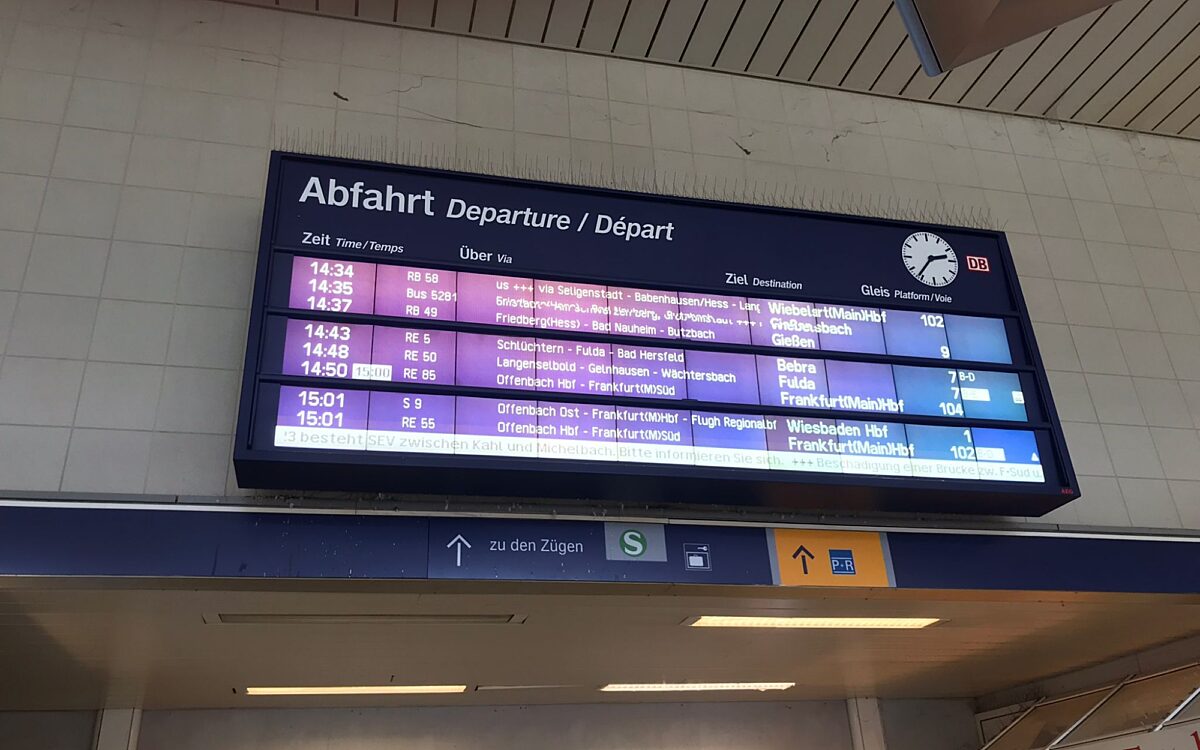 Abfahrt Departure / Départ
Zeit Time/Temps Über Via Ziel Destination Gleis Platform/Voie DB
14:34 RB 58 us +++ via Seligenstadt - Babenhausen/Hess - Lang 102
14:35 Bus 5281
14:37 RB 49 Friedberg(Hess) - Bad Nauheim - Butzbach Gießen 9
14:43 RE 5 Schlüchtern - Fulda - Bad Hersfeld Bebra 7 B-D
14:48 RE 50 Langenselbold - Gelnhausen - Wächtersbach Fulda 7
14:50 15:00 RE 85 Offenbach Hbf - Frankfurt(M)Süd Frankfurt(Main)Hbf 104
15:01 S 9 Offenbach Ost - Frankfurt(M)Hbf - Flugh Regionalbf Wiesbaden Hbf 1
15:01 RE 55 Offenbach Hbf - Frankfurt(M)Süd Frankfurt(Main)Hbf 102
besteht SEV zwischen Kahl und Michelbach. Bitte informieren Sie sich. +++ Beschädigung einer Brücke zw. F-Süd u.
AEG
zu den Zügen S P+R